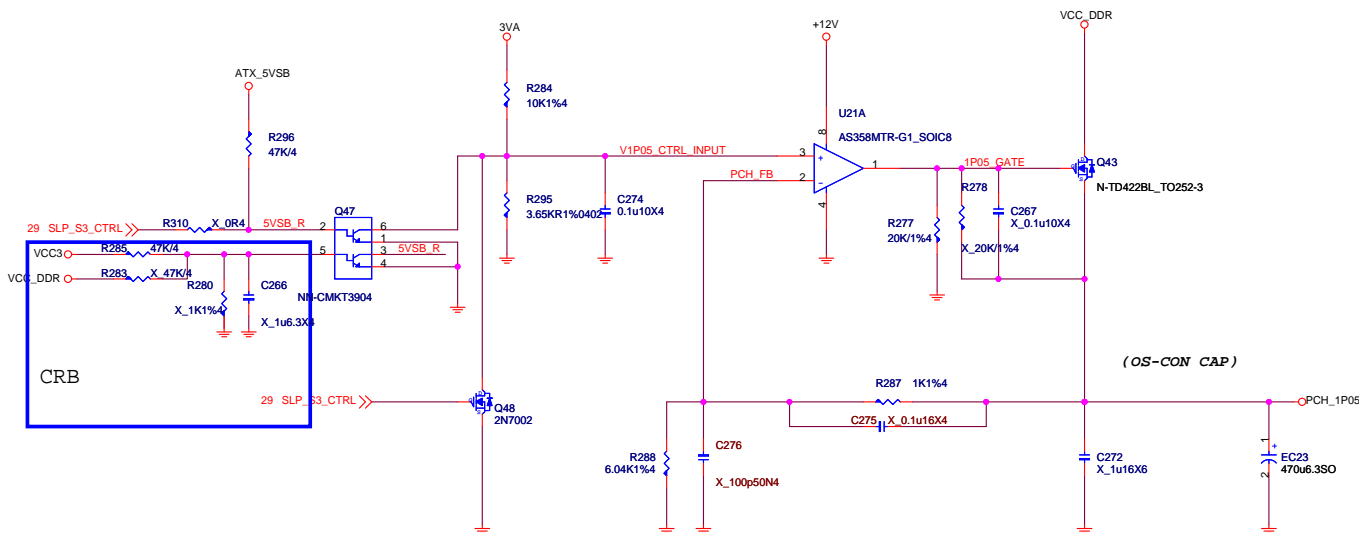 3VA
+12V
VCC_DDR
ATX_5VSB
R284
10K1%4
R296
47K/4
U21A
AS358MTR-G1_SOIC8
8
V1P05_CTRL_INPUT
3
+
1
1P05_GATE
Q43
PCH_FB
2
-
N-TD422BL_TO252-3
4
R295
3.65KR1%0402
C274
0.1u10X4
R277
20K/1%4
R278
X_20K/1%4
C267
X_0.1u10X4
29 SLP_S3_CTRL
R310
X_0R4
5VSB_R
Q47
2
6
1
VCC3
R285
47K/4
5
3
5VSB_R
4
VCC_DDR
R283
X_47K/4
R280
X_1K1%4
C266
X_1u6.3X4
NN-CMKT3904
CRB
(OS-CON CAP)
29 SLP_S3_CTRL
Q48
2N7002
R287 1K1%4
PCH_1P05
C275
X_0.1u16X4
R288
6.04K1%4
C276
X_100p50N4
C272
X_1u16X6
1
+
EC23
470u6.3SO
2